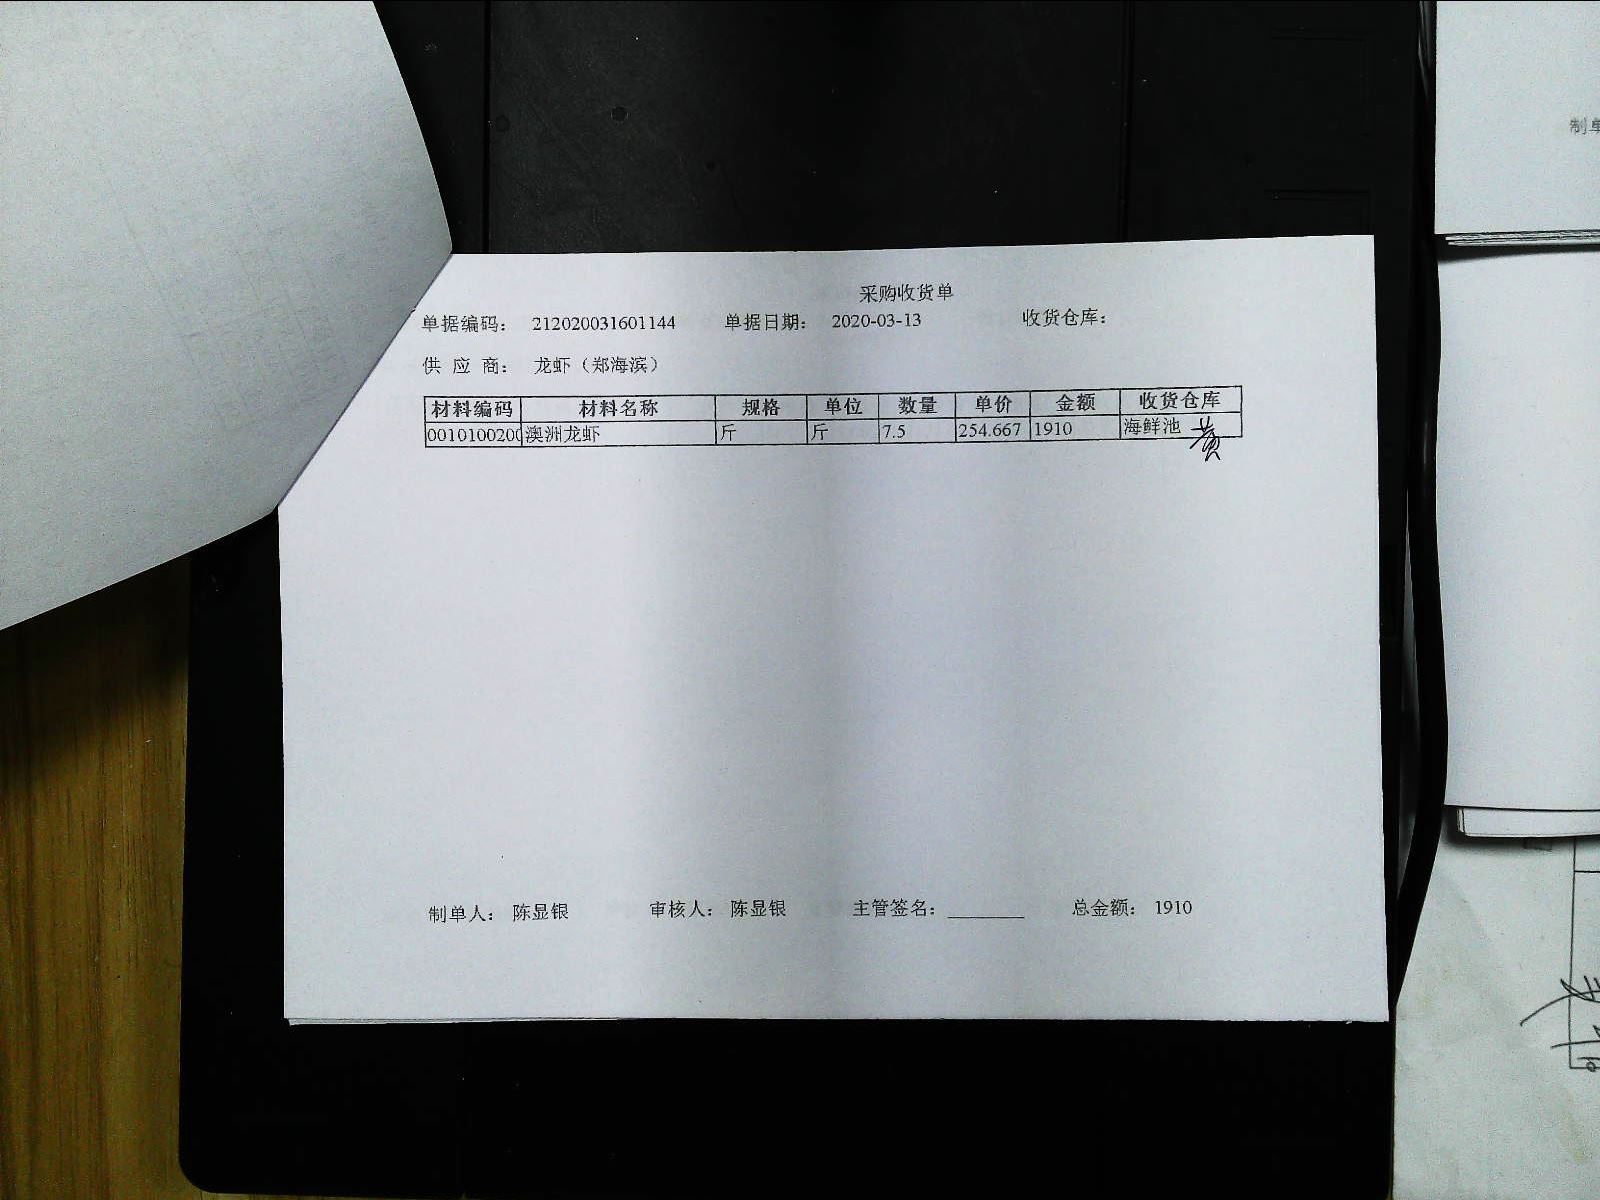 采购收货单
单据编码： 212020031601144 单据日期： 2020-03-13 收货仓库：
供 应 商： 龙虾（郑海滨）
材料编码 材料名称 规格 单位 数量 单价 金额 收货仓库
0010100200 澳洲龙虾 斤 斤 7.5 254.667 1910 海鲜池 黄
制单人： 陈显银 审核人： 陈显银 主管签名：________ 总金额： 1910
制单